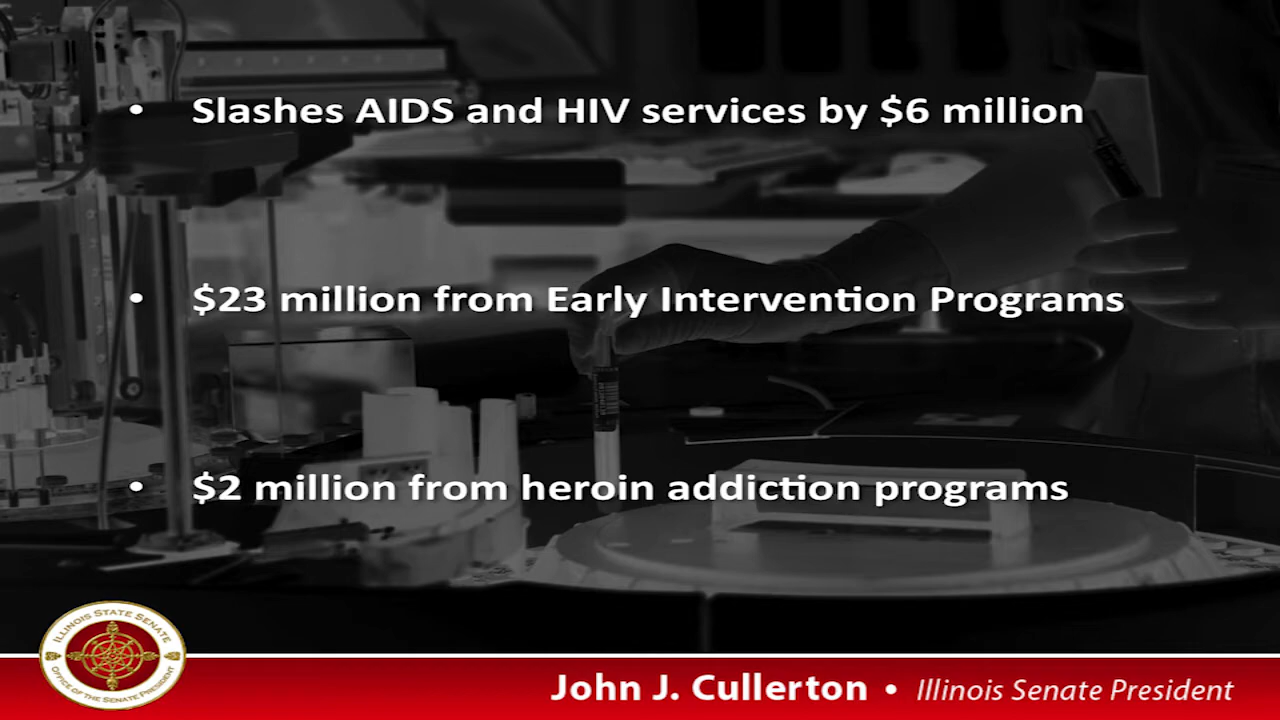 • Slashes AIDS and HIV services by $6 million
• $23 million from Early Intervention Programs
• $2 million from heroin addiction programs
ILLINOIS STATE SENATE
OFFICE OF THE SENATE PRESIDENT
John J. Cullerton • Illinois Senate President